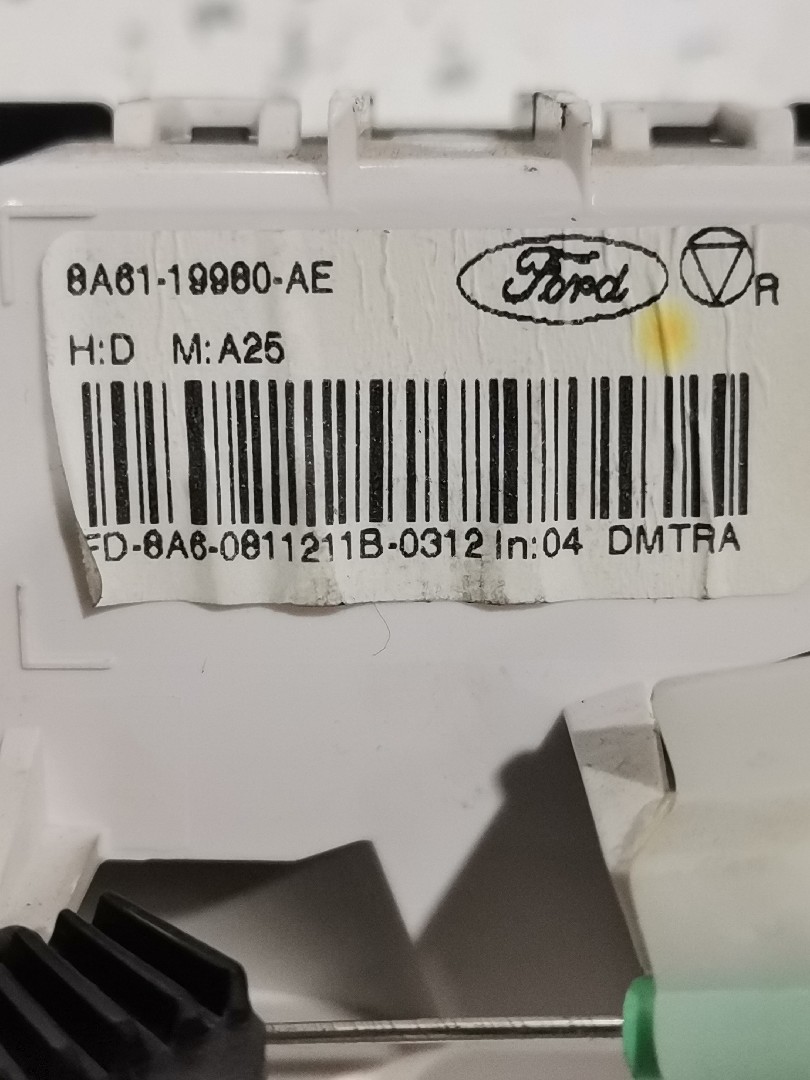 8A61-19980-AE
Ford
R
H:D M:A25
FD-8A6-0811211B-0312 In:04 DMTRA